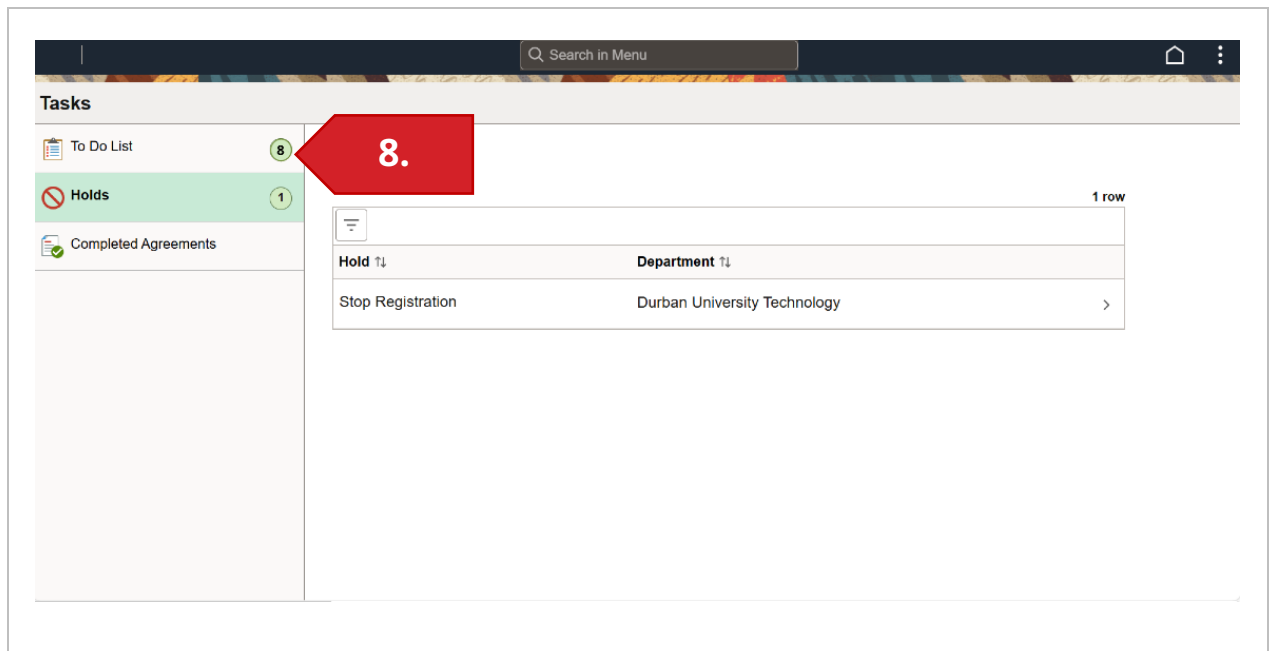 Search in Menu
Tasks
To Do List 8
8.
Holds 1
1 row
Completed Agreements
Hold Department
Stop Registration Durban University Technology